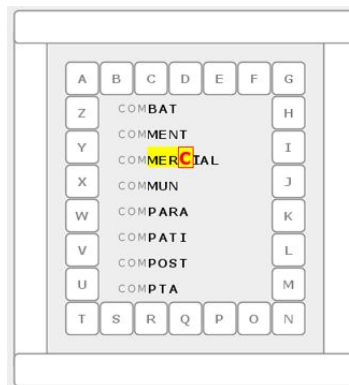 A B C D E F G
Z COMBAT H
COMMENT
Y COMMERCIAL I
X COMMUN J
W COMPARA K
V COMPATI L
COMPOST
U COMPTA M
T S R Q P O N